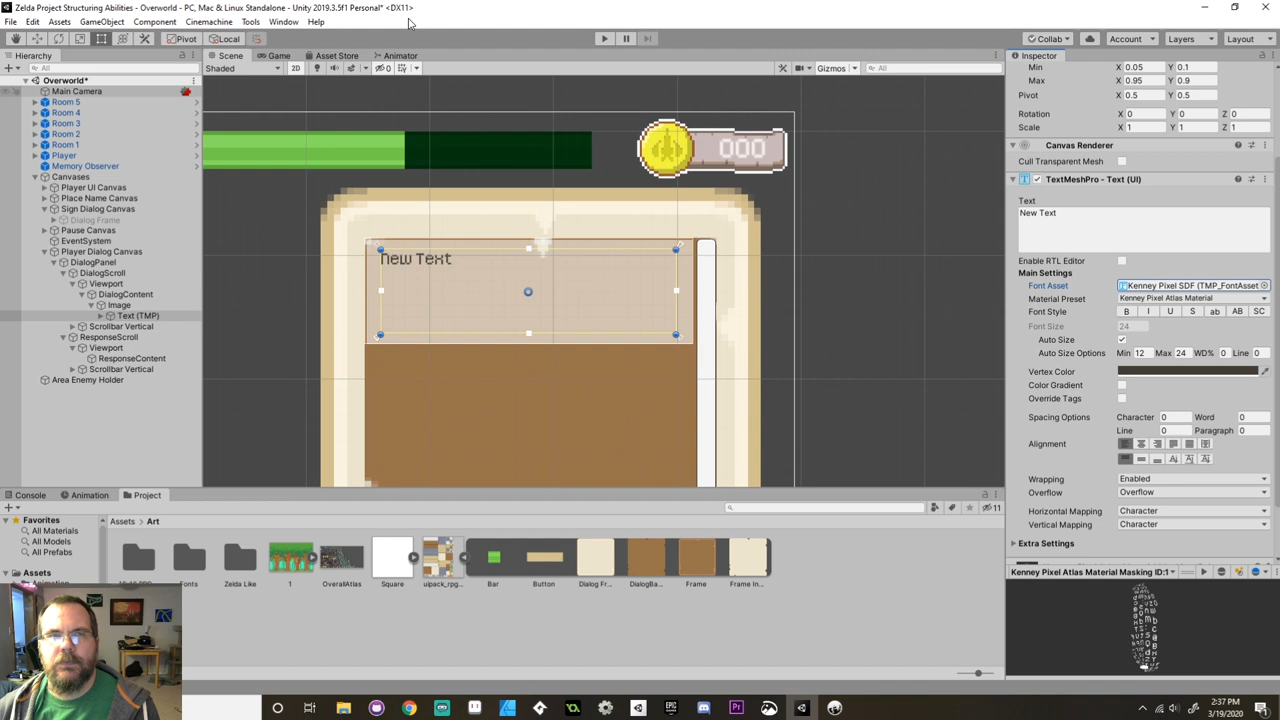 Zelda Project Structuring Abilities - Overworld - PC, Mac & Linux Standalone - Unity 2019.3.5f1 Personal* <DX11>
File Edit Assets GameObject Component Cinemachine Tools Window Help
Pivot Local Collab Account Layers Layout
Hierarchy Scene Game Asset Store Animator Inspector
All Shaded 2D 0 Gizmos All
Overworld*
Main Camera
Room 5
Room 4
Room 3
Room 2
Room 1
Player
Memory Observer
Canvases
Player UI Canvas
Place Name Canvas
Sign Dialog Canvas
Dialog Frame
Pause Canvas
EventSystem
Player Dialog Canvas
DialogPanel
DialogScroll
Viewport
DialogContent
Image
Text (TMP)
Scrollbar Vertical
ResponseScroll
Viewport
ResponseContent
Scrollbar Vertical
Area Enemy Holder
000
New Text
Min X 0.05 Y 0.1
Max X 0.95 Y 0.9
Pivot X 0.5 Y 0.5
Rotation X 0 Y 0 Z 0
Scale X 1 Y 1 Z 1
Canvas Renderer
Cull Transparent Mesh
TextMeshPro - Text (UI)
Text
New Text
Enable RTL Editor
Main Settings
Font Asset Kenney Pixel SDF (TMP_FontAsset
Material Preset Kenney Pixel Atlas Material
Font Style B I U S ab AB SC
Font Size 24
Auto Size
Auto Size Options Min 12 Max 24 WD% 0 Line 0
Vertex Color
Color Gradient
Override Tags
Spacing Options Character 0 Word 0
Line 0 Paragraph 0
Alignment
Wrapping Enabled
Overflow Overflow
Horizontal Mapping Character
Vertical Mapping Character
Extra Settings
Kenney Pixel Atlas Material Masking ID:1
Console Animation Project
11
Favorites
All Materials
All Models
All Prefabs
Assets
Assets > Art
Fonts Zelda Like 1 OverallAtlas Square uipack_rpg... Bar Button Dialog Fr... DialogBa... Frame Frame In...
2:37 PM
3/19/2020